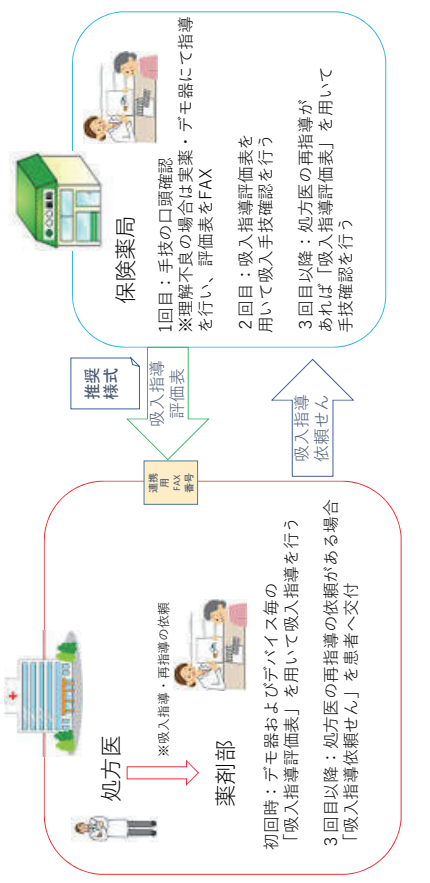 処方医
※吸入指導・再指導の依頼
薬剤部
初回時：デモ器およびデバイス毎の
「吸入指導評価表」を用いて吸入指導を行う
３回目以降：処方医の再指導の依頼がある場合
「吸入指導依頼せん」を患者へ交付
連携
用
FAX
番号
推奨
様式
吸入指導
評価表
吸入指導
依頼せん
保険薬局
1回目：手技の口頭確認
※理解不良の場合は実薬・デモ器にて指導
を行い、評価表をFAX
２回目：吸入指導評価表を
用いて吸入手技確認を行う
３回目以降：処方医の再指導が
あれば「吸入指導評価表」を用いて
手技確認を行う